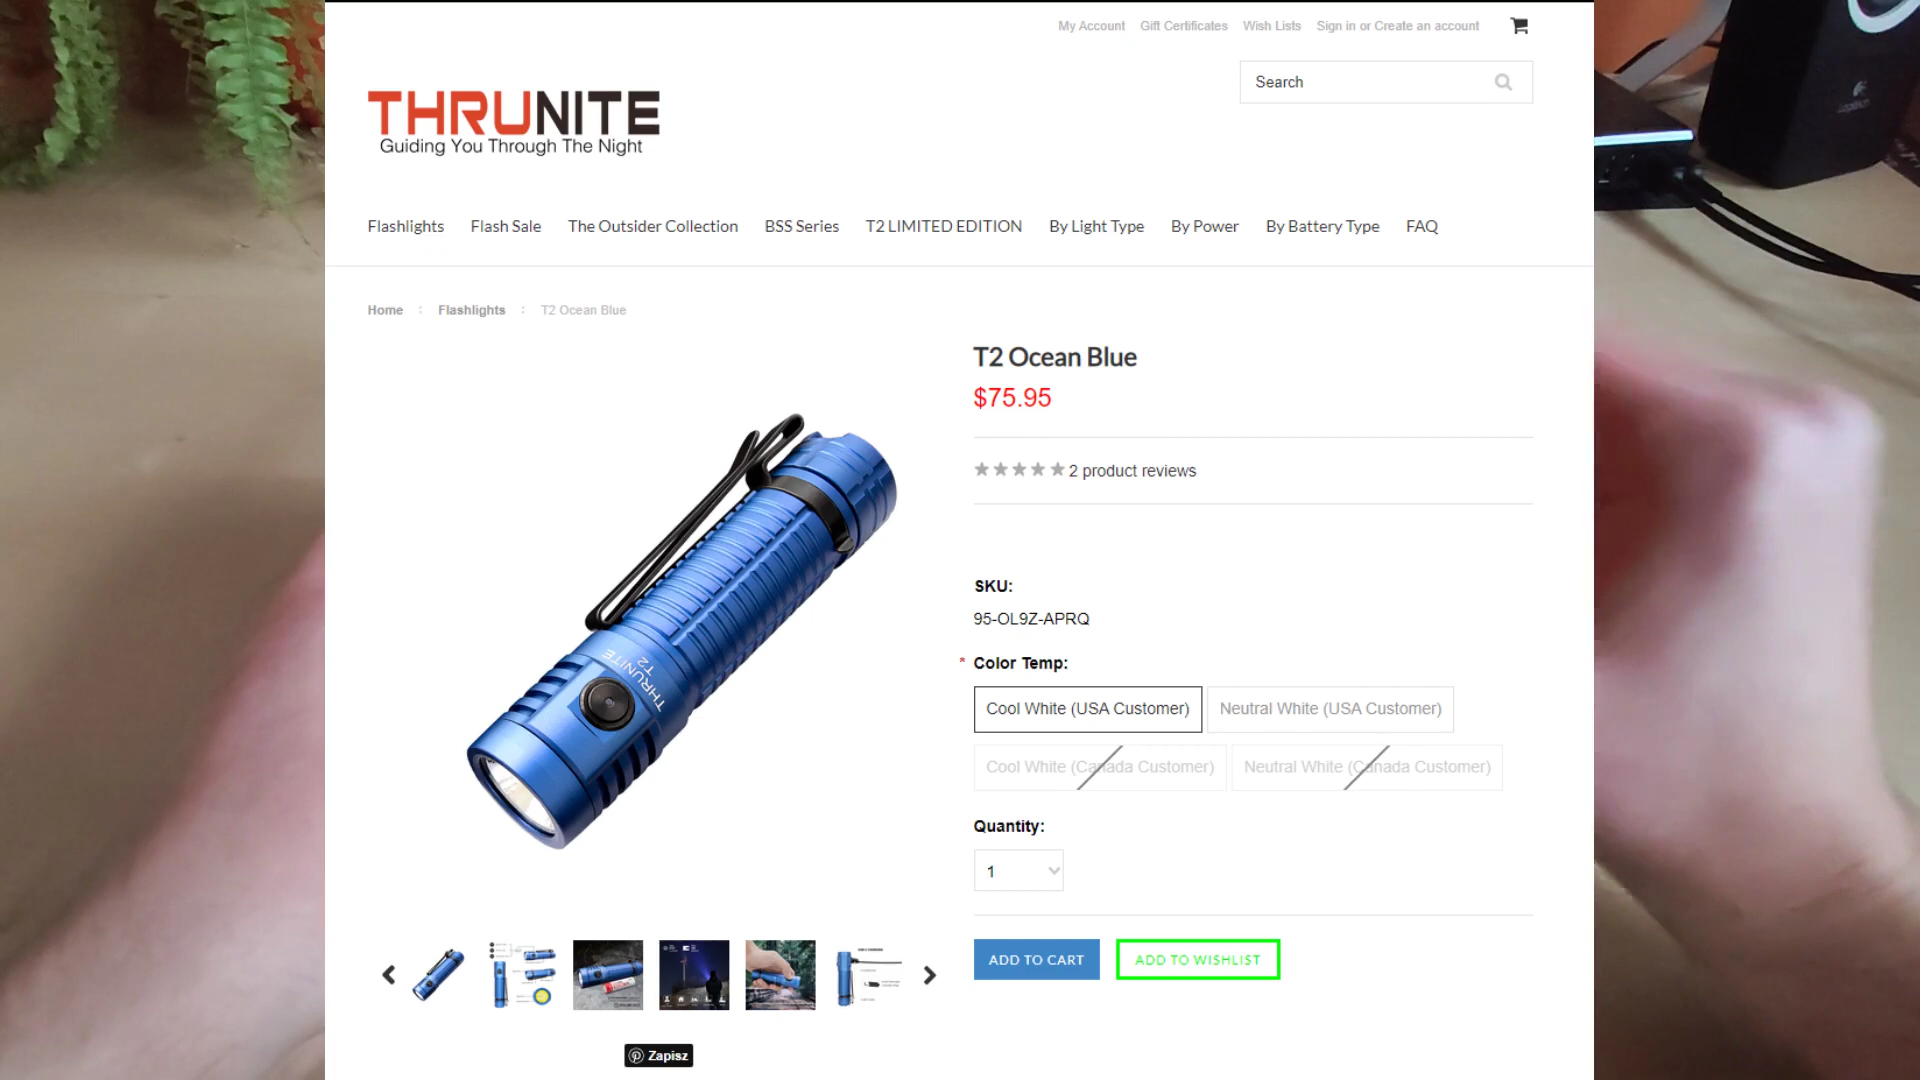 My Account Gift Certificates Wish Lists Sign in or Create an account
Search
THRUNITE
Guiding You Through The Night
Flashlights Flash Sale The Outsider Collection BSS Series T2 LIMITED EDITION By Light Type By Power By Battery Type FAQ
Home : Flashlights : T2 Ocean Blue
T2 Ocean Blue
$75.95
2 product reviews
SKU:
95-OL9Z-APRQ
* Color Temp:
Cool White (USA Customer) Neutral White (USA Customer)
Cool White (Canada Customer) Neutral White (Canada Customer)
Quantity:
1
ADD TO CART ADD TO WISHLIST
THRUNITE
T2
Zapisz
Logitech